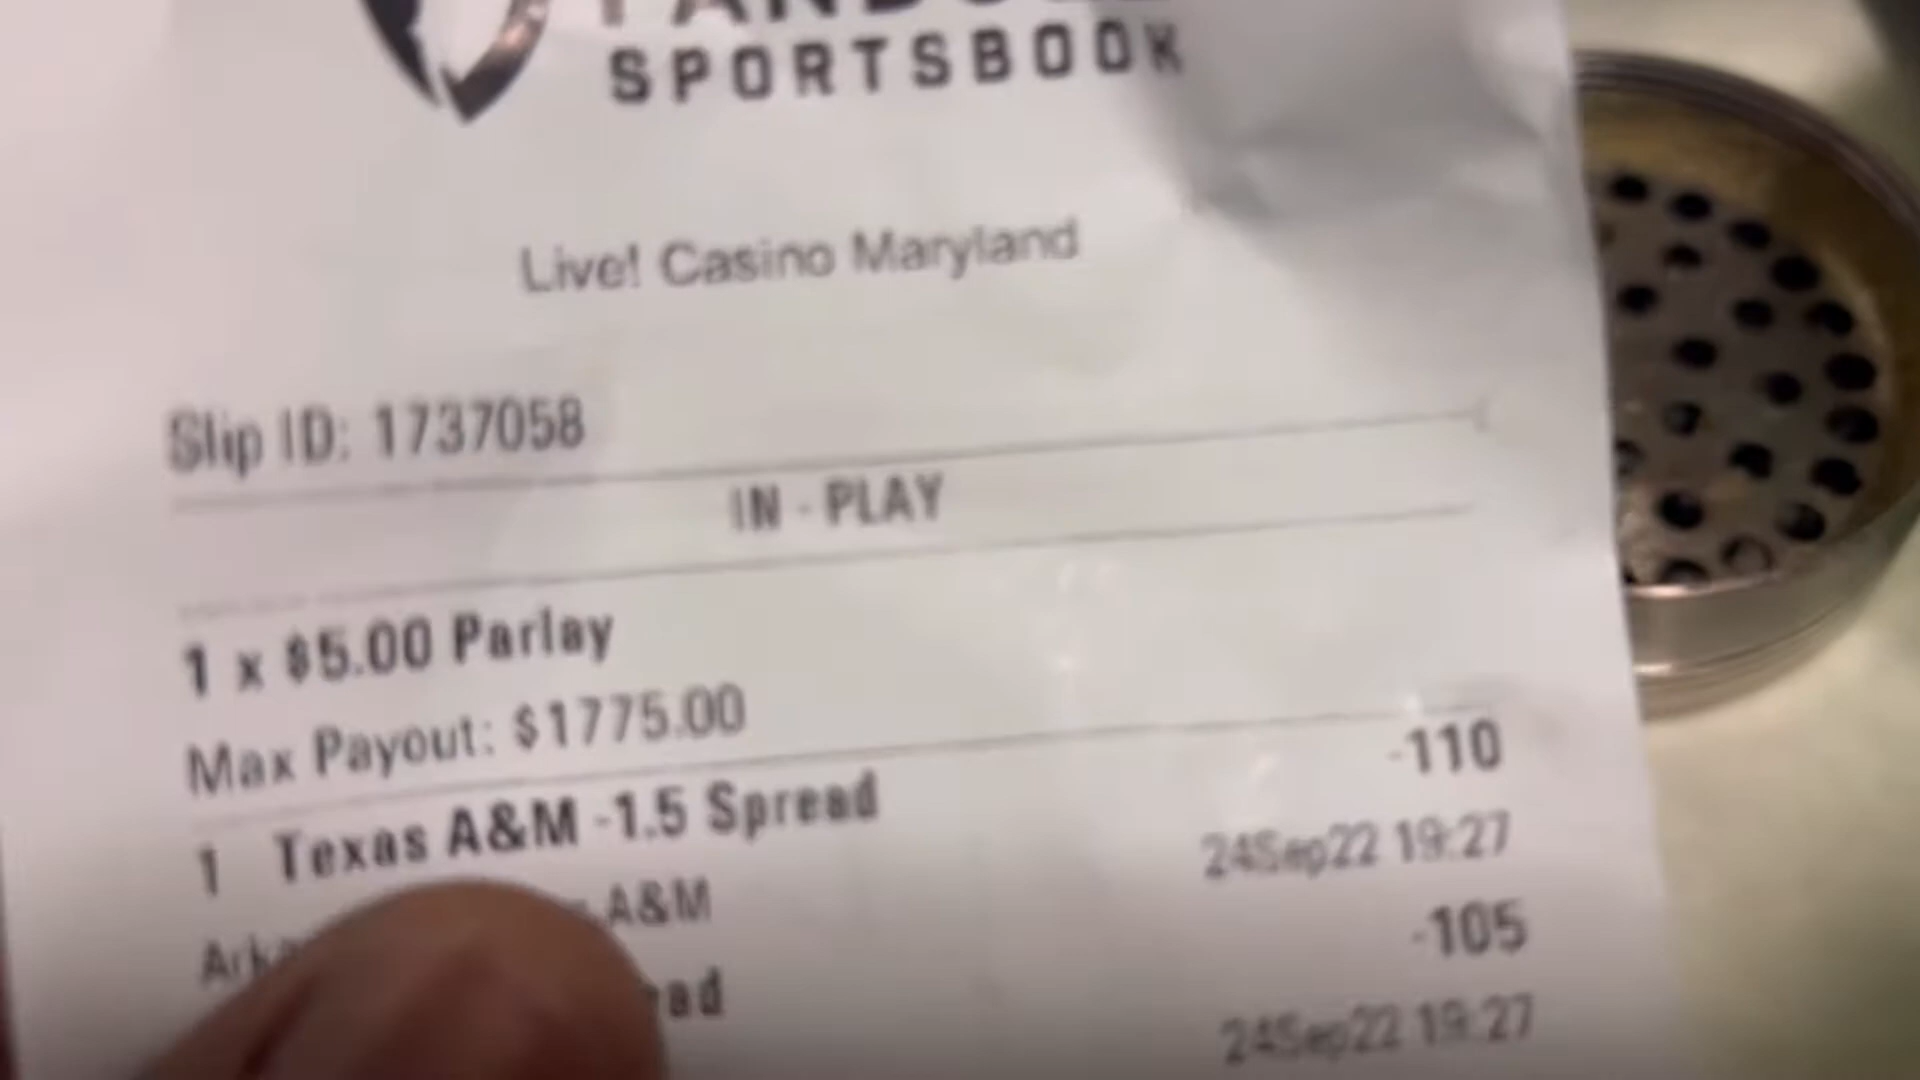 SPORTSBOOK
Live! Casino Maryland
Slip ID: 1737058
IN - PLAY
1 x $5.00 Parlay
Max Payout: $1775.00
1 Texas A&M -1.5 Spread -110
A&M 24Sep22 19:27
-105
24Sep22 19:27